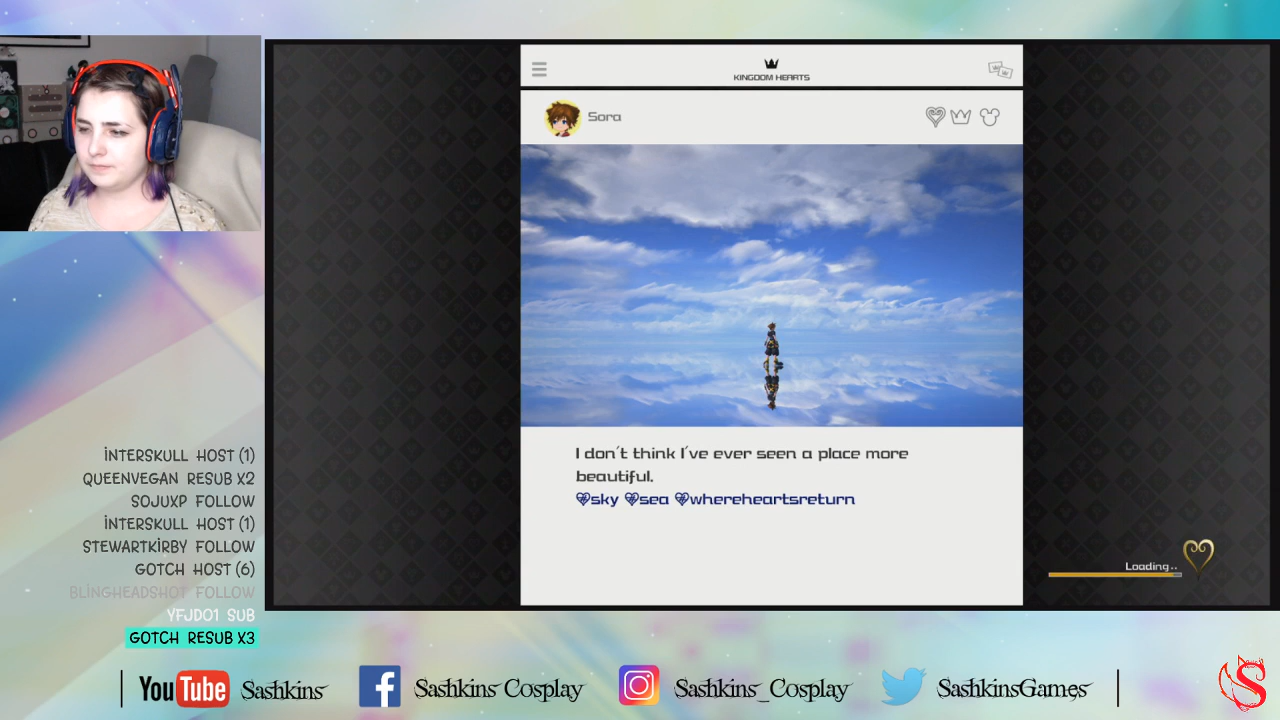 KINGDOM HEARTS
Sora
I don't think I've ever seen a place more
beautiful.
sky sea whereheartsreturn
Loading..
INTERSKULL HOST (1)
QUEENVEGAN RESUB X2
SOJUXP FOLLOW
INTERSKULL HOST (1)
STEWARTKIRBY FOLLOW
GOTCH HOST (6)
BLINGHEADSHOT FOLLOW
YFJDO1 SUB
GOTCH RESUB X3
YouTube Sashkins Sashkins Cosplay Sashkins_Cosplay SashkinsGames